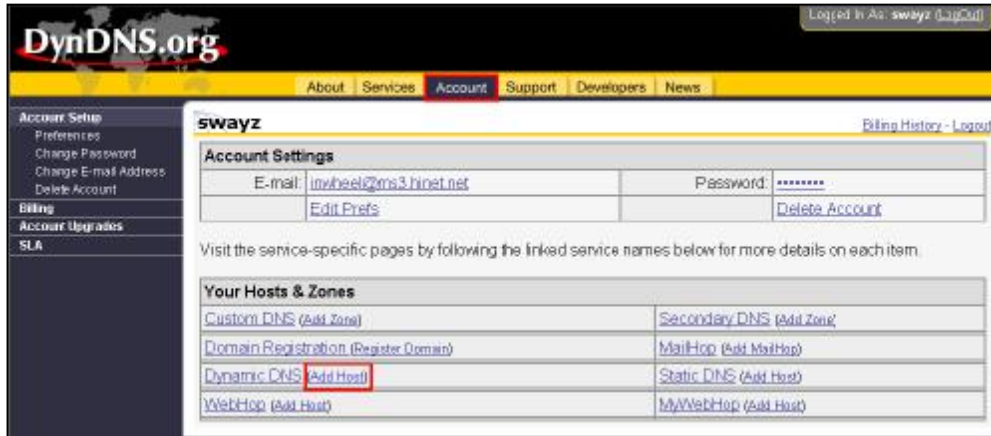 Logged In As: swayz (LogOut)
DynDNS.org
About Services Account Support Developers News
Account Setup
Preferences
Change Password
Change E-mail Address
Delete Account
Billing
Account Upgrades
SLA
swayz
Billing History - Logout
Account Settings
E-mail: inwheel@ms3.hinet.net Password: ********
Edit Prefs Delete Account
Visit the service-specific pages by following the linked service names below for more details on each item.
Your Hosts & Zones
Custom DNS (Add Zone) Secondary DNS (Add Zone)
Domain Registration (Register Domain) MailHop (Add MailHop)
Dynamic DNS (Add Host) Static DNS (Add Host)
WebHop (Add Host) MyWebHop (Add Host)